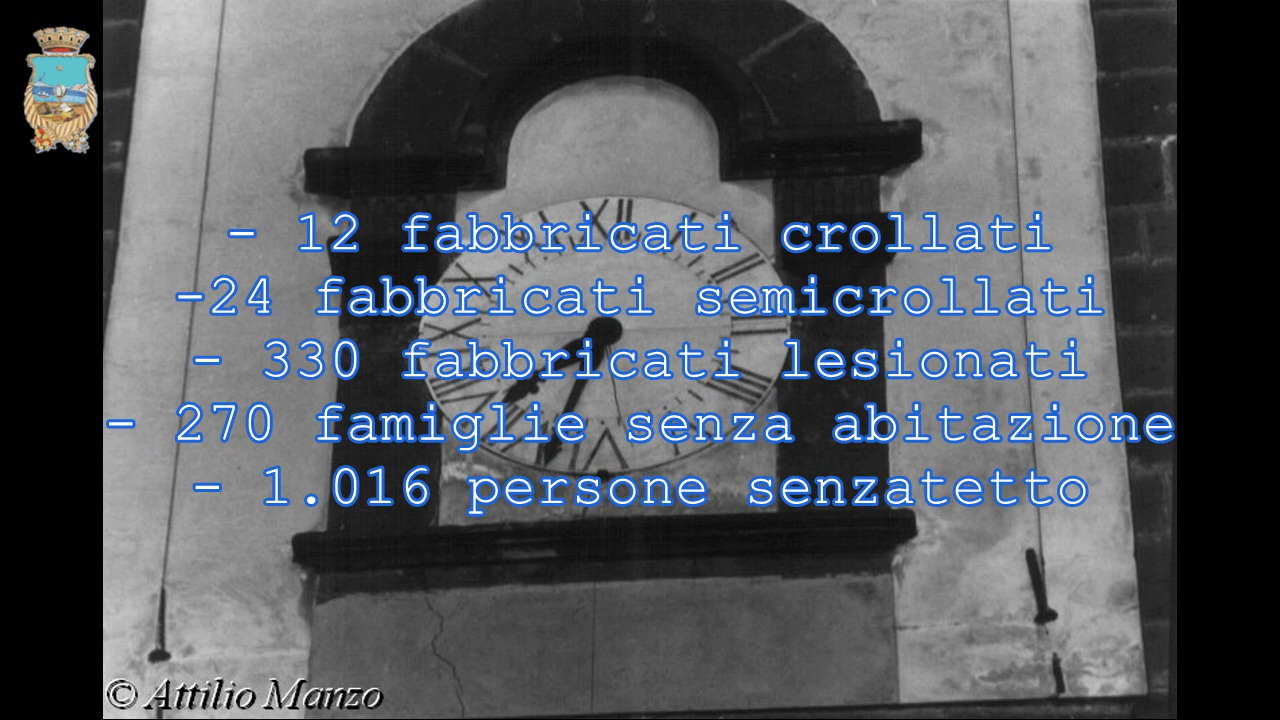 - 12 fabbricati crollati
-24 fabbricati semicrollati
- 330 fabbricati lesionati
- 270 famiglie senza abitazione
- 1.016 persone senzatetto
© Attilio Manzo